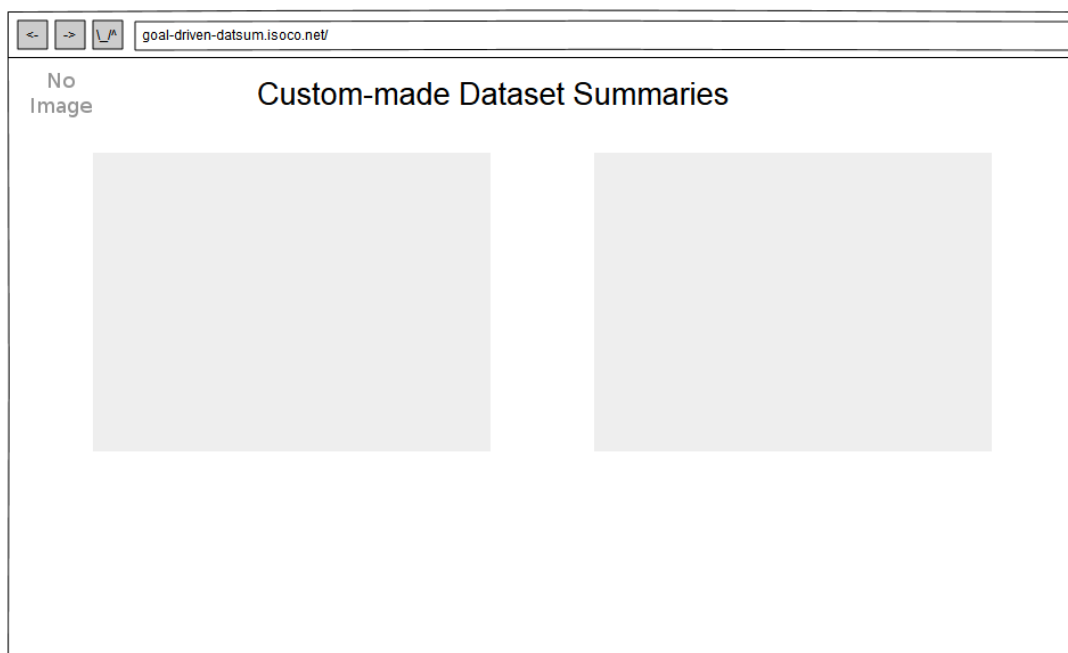 <- -> \_/^ goal-driven-datsum.isoco.net/
No
Image
Custom-made Dataset Summaries